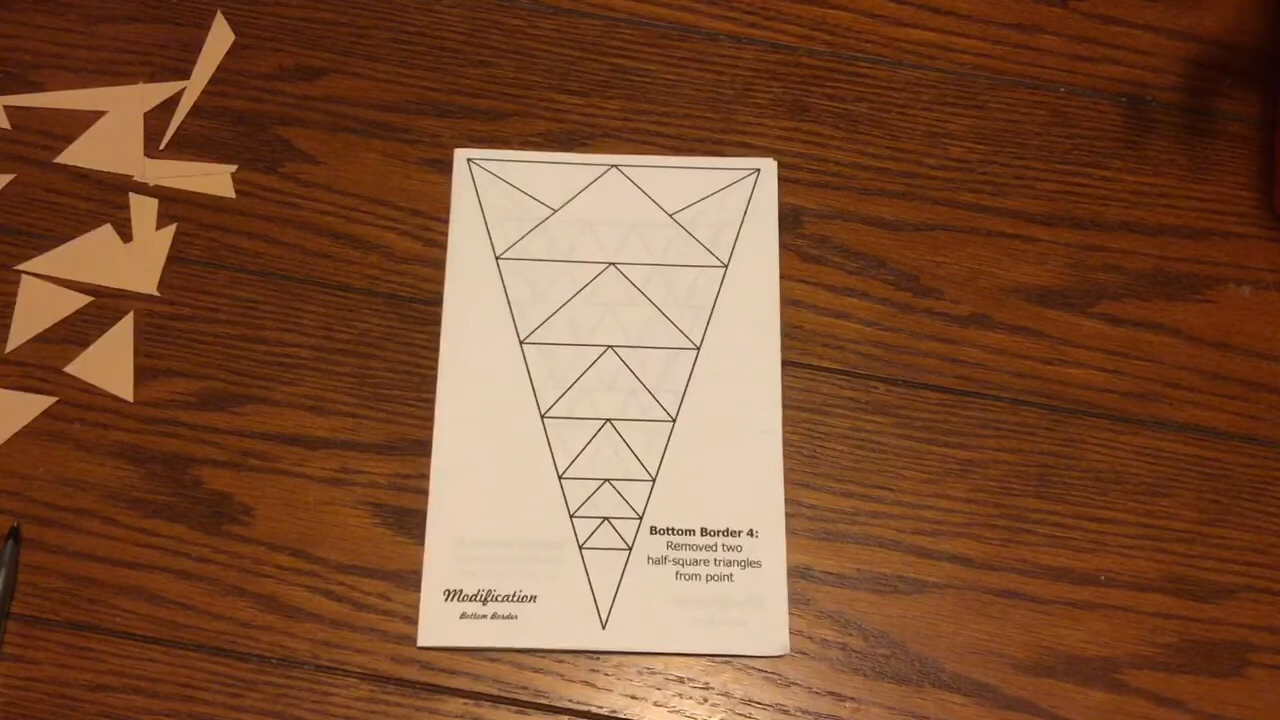 Bottom Border 4:
Removed two
half-square triangles
from point
Modification
Bottom Border